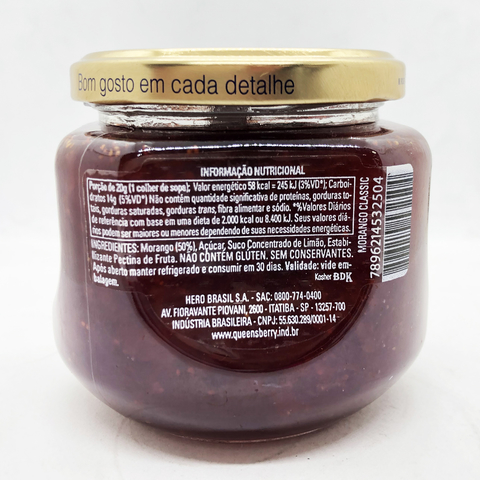 Bom gosto em cada detalhe
INFORMAÇÃO NUTRICIONAL
Porção de 20g (1 colher de sopa); Valor energético 58 kcal = 245 kJ (3%VD*); Carboi-
dratos 14g (5%VD*) Não contém quantidade significativa de proteínas, gorduras to-
tais, gorduras saturadas, gorduras trans, fibra alimentar e sódio. *%Valores Diários
de referência com base em uma dieta de 2.000 kcal ou 8.400 kJ. Seus valores diá-
rios podem ser maiores ou menores dependendo de suas necessidades energéticas.
INGREDIENTES: Morango (50%), Açúcar, Suco Concentrado de Limão, Estabi-
lizante Pectina de Fruta. NÃO CONTÉM GLÚTEN. SEM CONSERVANTES.
Após aberto manter refrigerado e consumir em 30 dias. Validade: vide em-
balagem.
Kosher BDK
HERO BRASIL S.A. - SAC: 0800-774-0400
AV. FIORAVANTE PIOVANI, 2600 - ITATIBA - SP - 13257-700
INDÚSTRIA BRASILEIRA - CNPJ: 55.630.289/0001-14
www.queensberry.ind.br
MORANGO CLASSIC
7896214532504